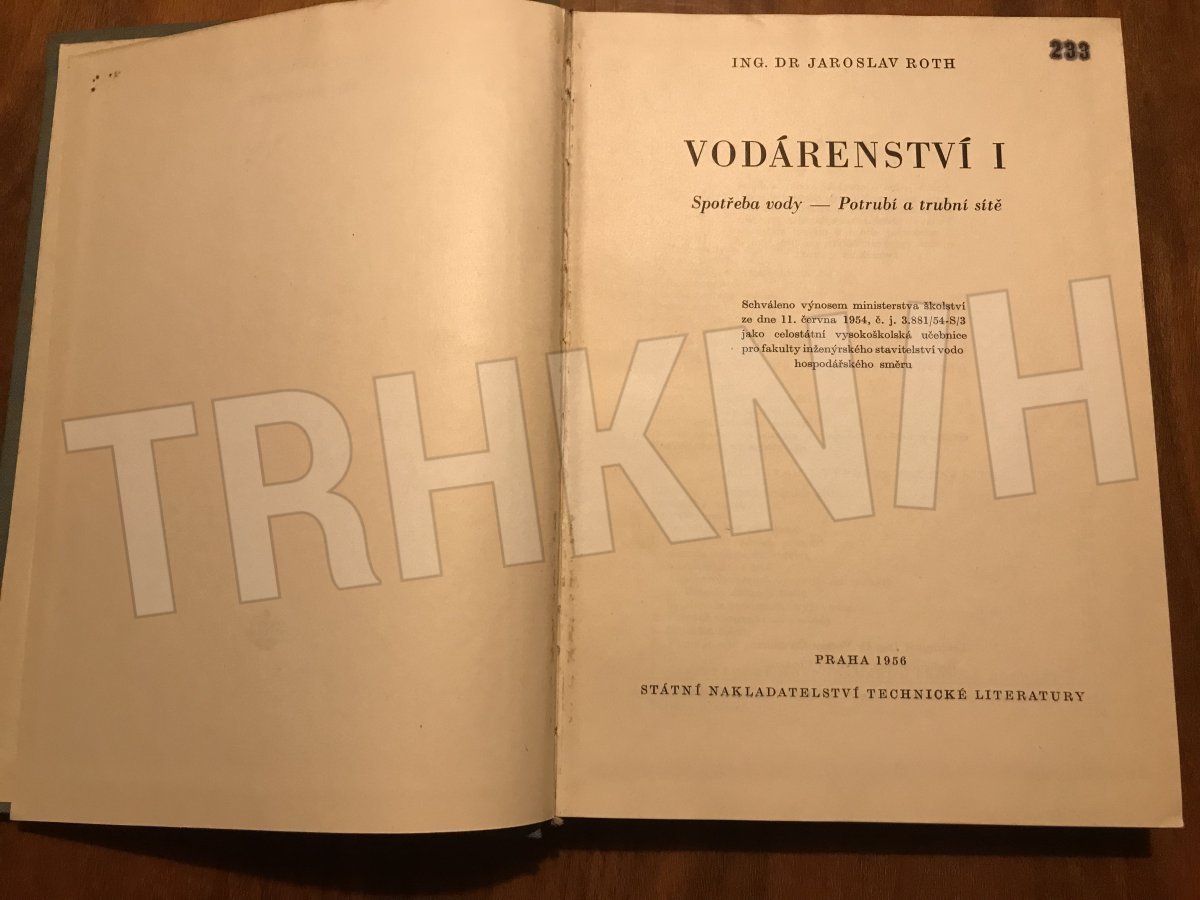 233
ING. DR JAROSLAV ROTH
VODÁRENSTVÍ I
Spotřeba vody — Potrubí a trubní sítě
Schváleno výnosem ministerstva školství
ze dne 11. června 1954, č. j. 3.881/54-S/3
jako celostátní vysokoškolská učebnice
pro fakulty inženýrského stavitelství vodo
hospodářského směru
TRHKNIH
PRAHA 1956
STÁTNÍ NAKLADATELSTVÍ TECHNICKÉ LITERATURY